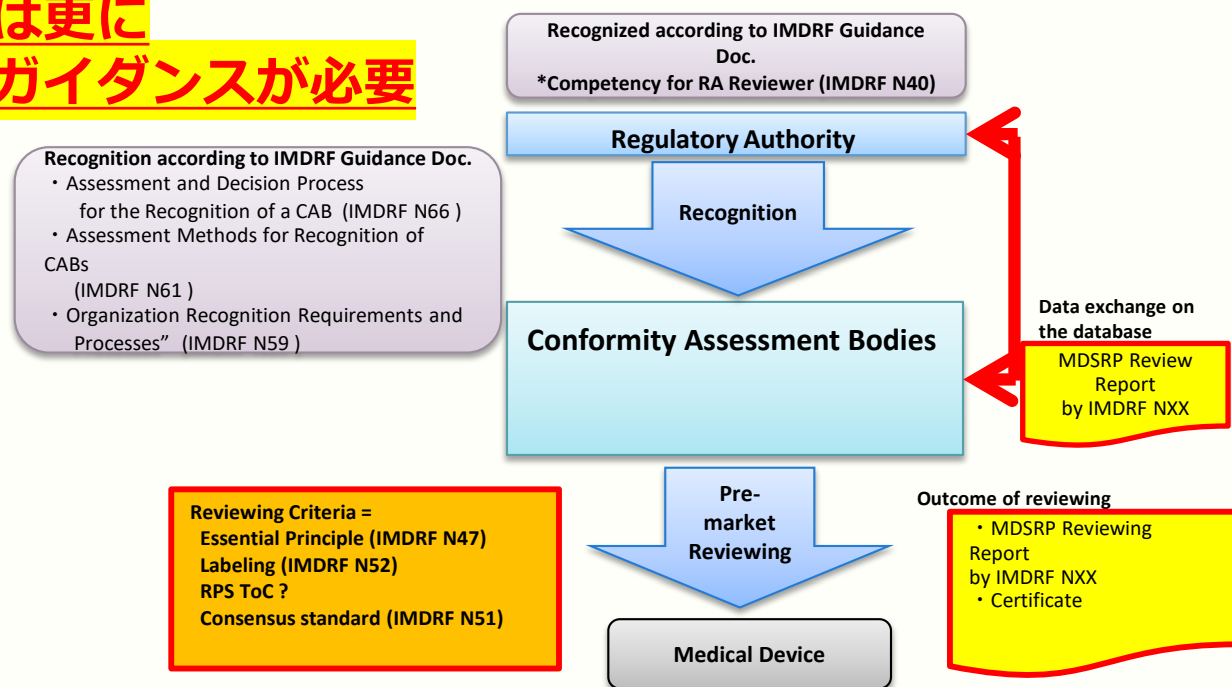 は更に
ガイダンスが必要
Recognized according to IMDRF Guidance
Doc.
*Competency for RA Reviewer (IMDRF N40)
Regulatory Authority
Recognition according to IMDRF Guidance Doc.
・Assessment and Decision Process
for the Recognition of a CAB (IMDRF N66 )
・Assessment Methods for Recognition of
CABs
(IMDRF N61 )
・Organization Recognition Requirements and
Processes” (IMDRF N59 )
Recognition
Conformity Assessment Bodies
Data exchange on
the database
MDSRP Review
Report
by IMDRF NXX
Pre-
market
Reviewing
Reviewing Criteria =
Essential Principle (IMDRF N47)
Labeling (IMDRF N52)
RPS ToC ?
Consensus standard (IMDRF N51)
Outcome of reviewing
・MDSRP Reviewing
Report
by IMDRF NXX
・Certificate
Medical Device